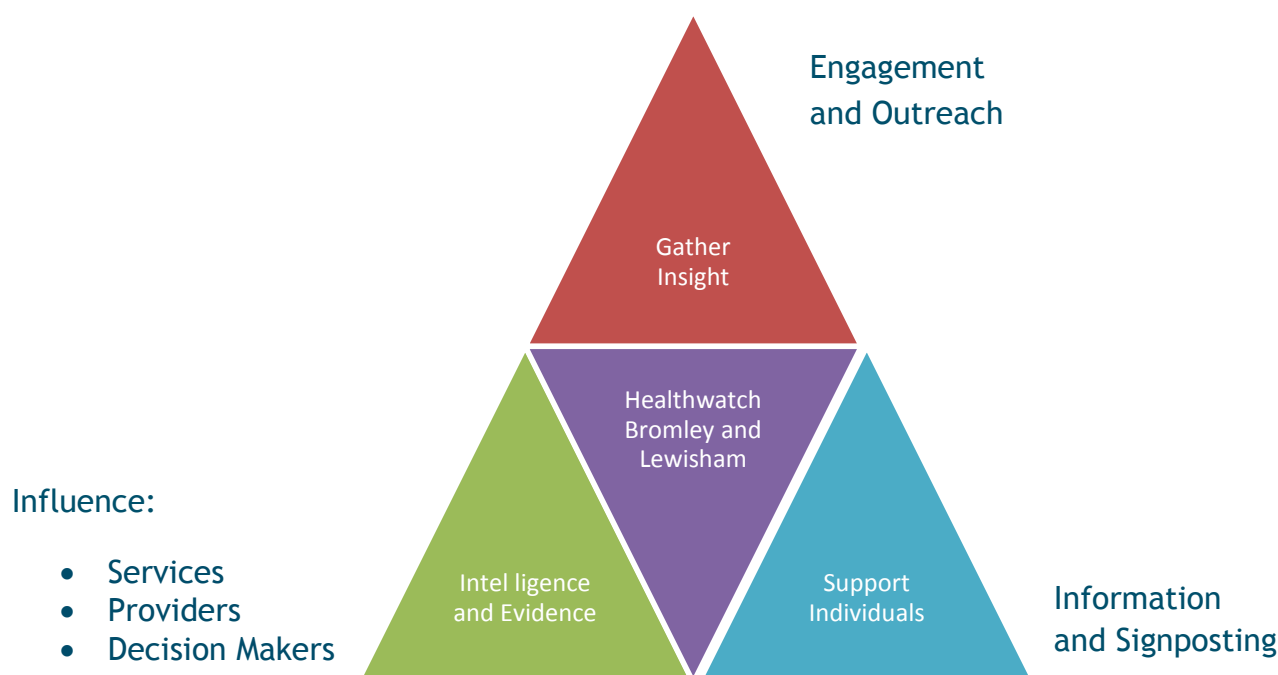 Engagement
and Outreach
Gather
Insight
Healthwatch
Bromley and
Lewisham
Influence:
• Services
• Providers
• Decision Makers
Intel ligence
and Evidence
Support
Individuals
Information
and Signposting